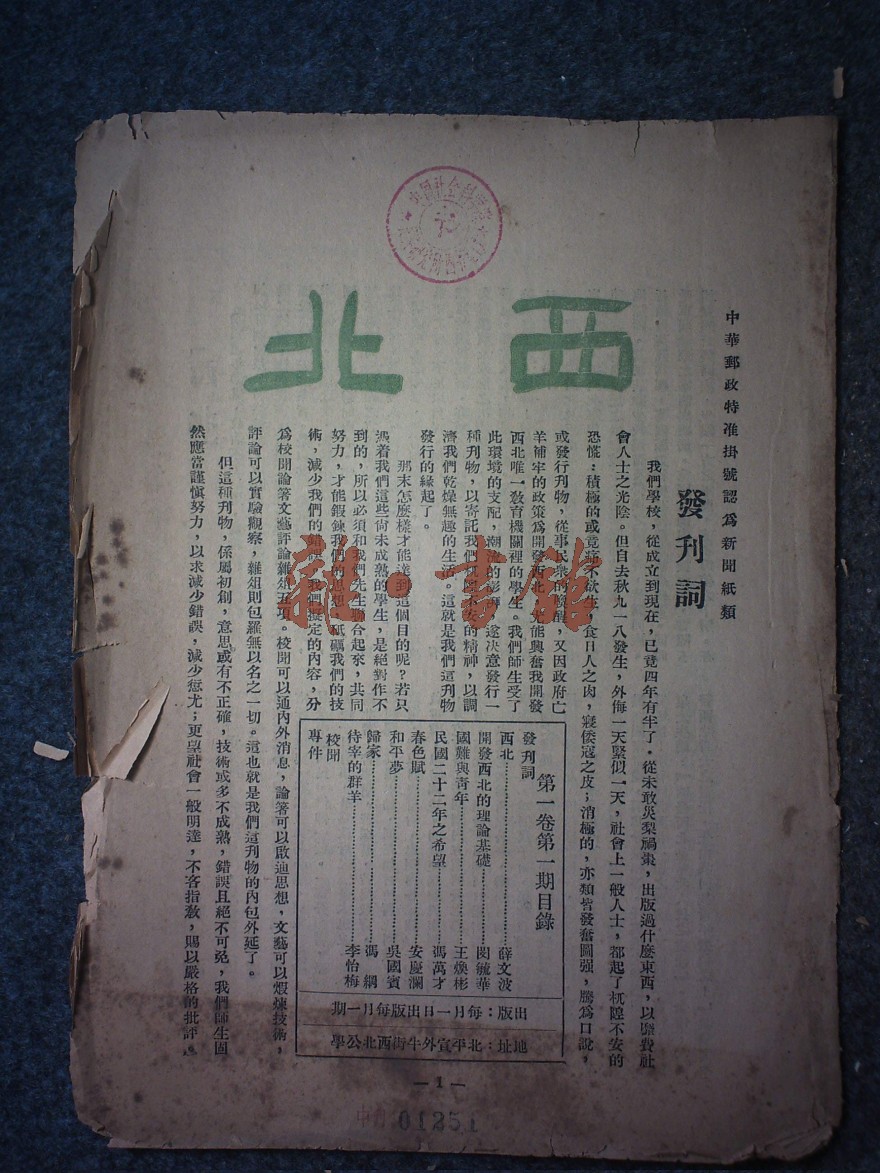 中華郵政特准掛號認爲新聞紙類
西北
發刊詞
我們學校，從成立到現在，已竟四年有半了。從未敢災梨禍棗，出版過什麼東西，以糜費社
會人士之光陰。但自去秋九一八發生，外侮一天緊似一天，社會上一般人士，都起了杌隉不安的
恐慌：積極的或竟痛不欲生，食日人之肉，寢倭寇之皮；消極的，亦類皆發奮圖强，騰爲口說，
或發行刊物，從事民衆的喚醒，又因政府亡
羊補牢的政策爲開發西北，尤能興奮我開發
西北唯一教育機關裡的學生。我們師生受了
此環境的支配，潮流的澎湃，遂決意發行一
種刊物，以寄託我們不安的精神，以調
濟我們乾燥無趣的生活。這就是我們這刊物
發行的緣起了。
那末怎麼樣才能達到這個目的呢？若只
憑着我們這些尚未成熟的學生，是絕對作不
到的，所以必須和我們先生聯合起來，共同
努力，才能鍜鍊我們的思想，砥礪我們的技
術，減少我們的錯誤。我們擬定的內容，分
爲校聞論著文藝評論雜俎五項。校聞可以通內外消息，論著可以啟迪思想，文藝可以煆煉技術，
評論可以實驗觀察，雜俎則包羅無以名之一切。這也就是我們這刊物的內包外延了。
但這種刊物，係屬初創，意思或有不正確，技術或多不成熟，錯誤且絕不可免，我們師生固
然應當謹慎努力，以求減少錯誤，減少愆尤；更望社會一般明達，不吝指教，賜以嚴格的批評
第一卷第一期目錄
發刊詞
西北……薛文波
開發西北的理論基礎……閔毓華
國難與青年……王煥彬
民國二十二年之希望……馮萬才
春色賦……安慶瀾
和平夢……吳國賓
歸家……馮綱
待宰的群羊……李怡梅
校聞
專件
期一月每版出日一月每：版出
學公北西街牛外宣平北：址地
—1—
01251
龍·書館